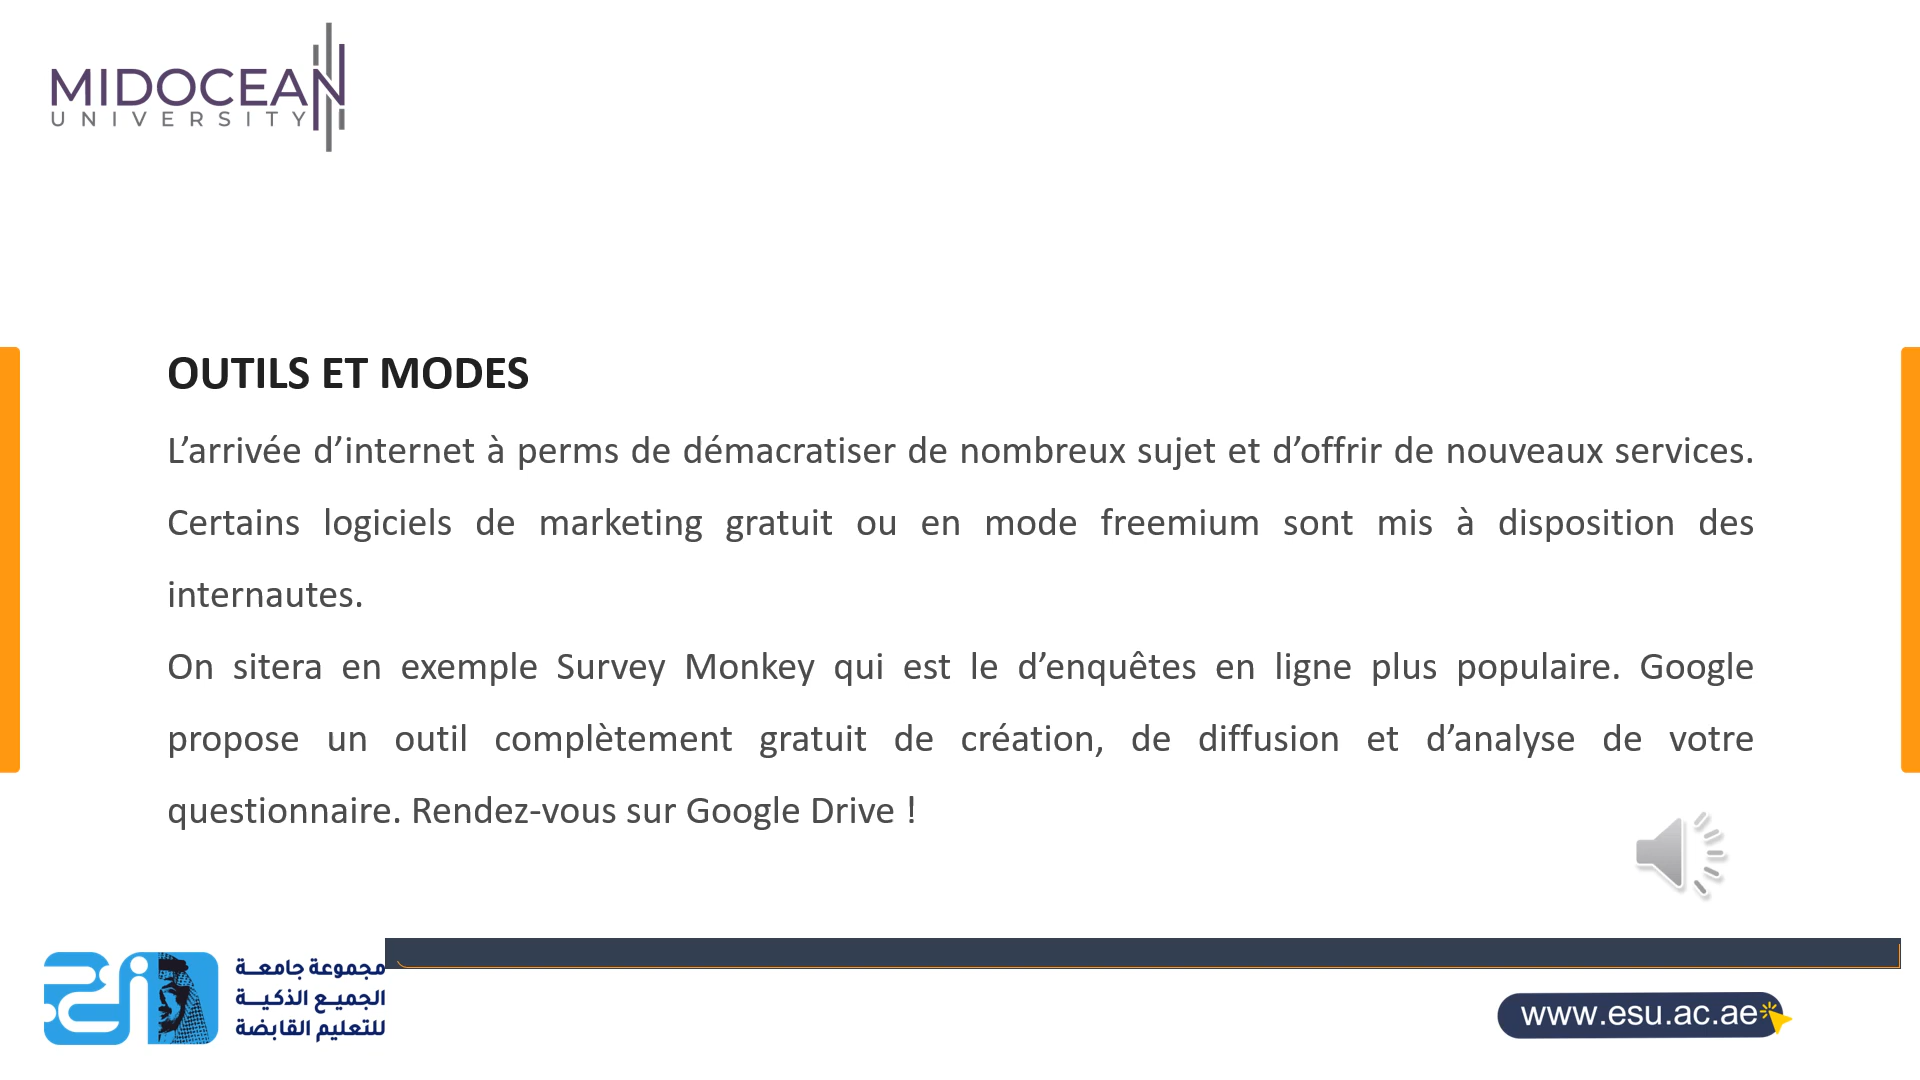 MIDOCEAN
UNIVERSITY
OUTILS ET MODES
L’arrivée d’internet à perms de démacratiser de nombreux sujet et d’offrir de nouveaux services.
Certains logiciels de marketing gratuit ou en mode freemium sont mis à disposition des
internautes.
On sitera en exemple Survey Monkey qui est le d’enquêtes en ligne plus populaire. Google
propose un outil complètement gratuit de création, de diffusion et d’analyse de votre
questionnaire. Rendez-vous sur Google Drive !
مجموعة جامعـة
الجميـع الذكيـة
للتعليم القابضة
www.esu.ac.ae